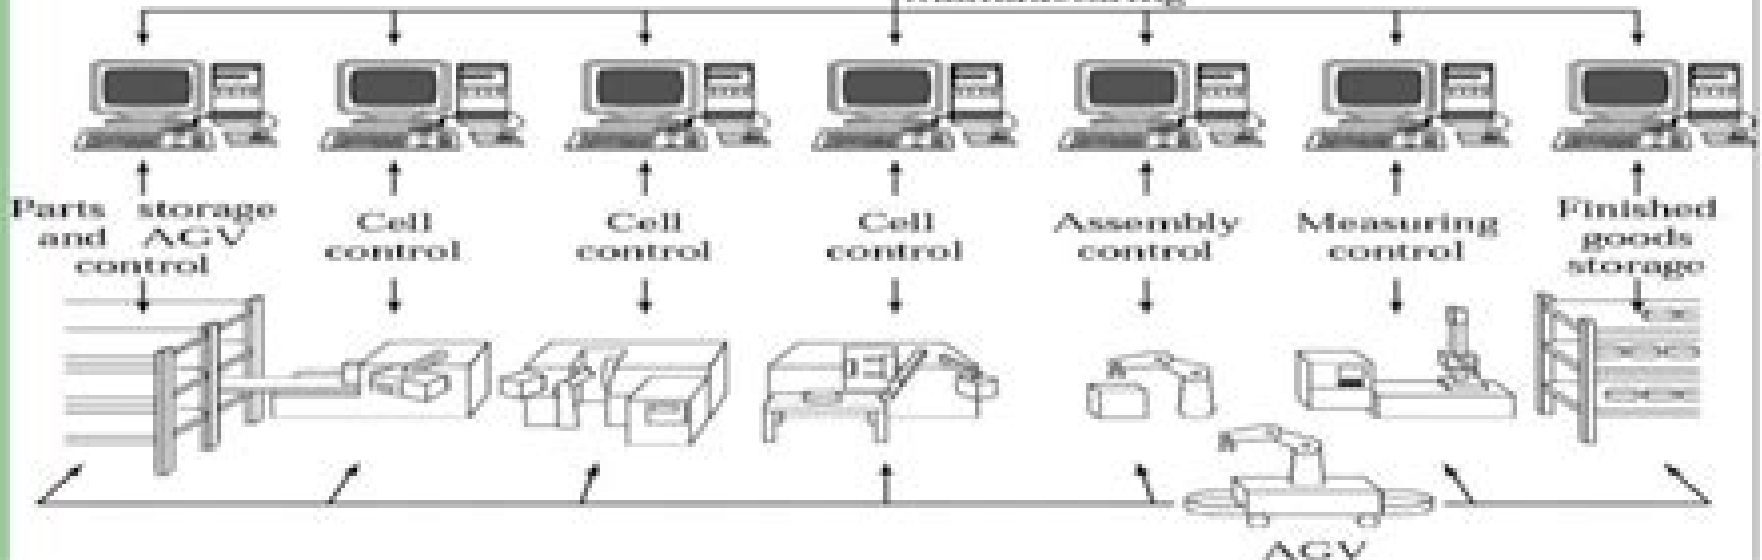 Parts storage
and AGV
control
Cell
control
Cell
control
Cell
control
Assembly
control
Measuring
control
Finished
goods
storage
AGV